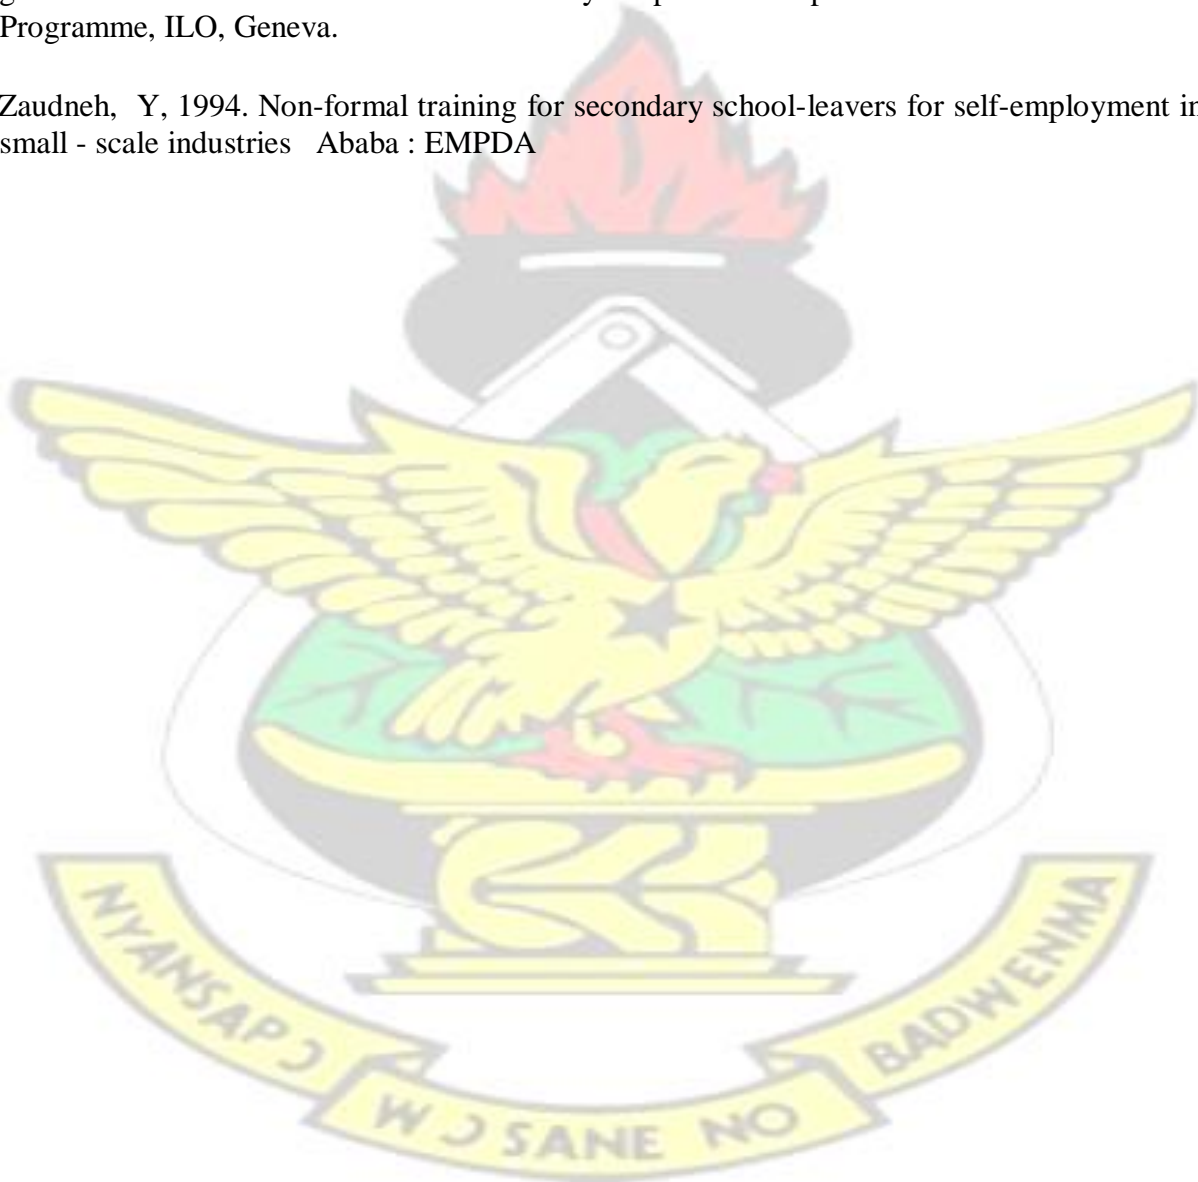 Programme, ILO, Geneva.
Zaudneh, Y, 1994. Non-formal training for secondary school-leavers for self-employment in
small - scale industries Ababa : EMPDA
NYANSAPƆ
WƆSANE NO
BADWENMA